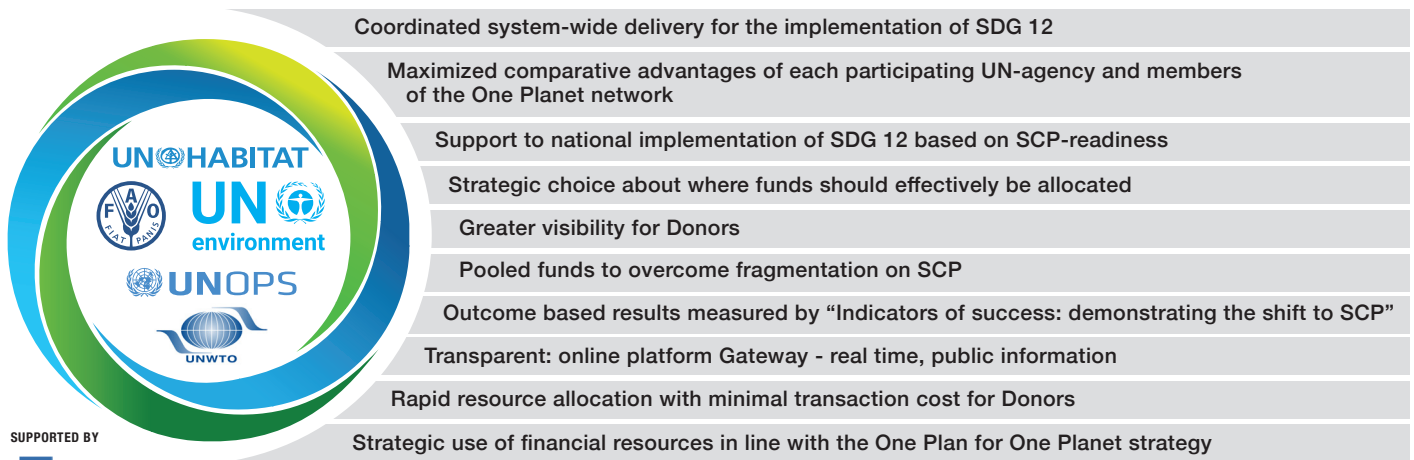 Coordinated system-wide delivery for the implementation of SDG 12
Maximized comparative advantages of each participating UN-agency and members
of the One Planet network
Support to national implementation of SDG 12 based on SCP-readiness
Strategic choice about where funds should effectively be allocated
Greater visibility for Donors
Pooled funds to overcome fragmentation on SCP
Outcome based results measured by “Indicators of success: demonstrating the shift to SCP”
Transparent: online platform Gateway - real time, public information
Rapid resource allocation with minimal transaction cost for Donors
Strategic use of financial resources in line with the One Plan for One Planet strategy
UN HABITAT
F A O
FIAT PANIS
UN
environment
UNOPS
UNWTO
SUPPORTED BY